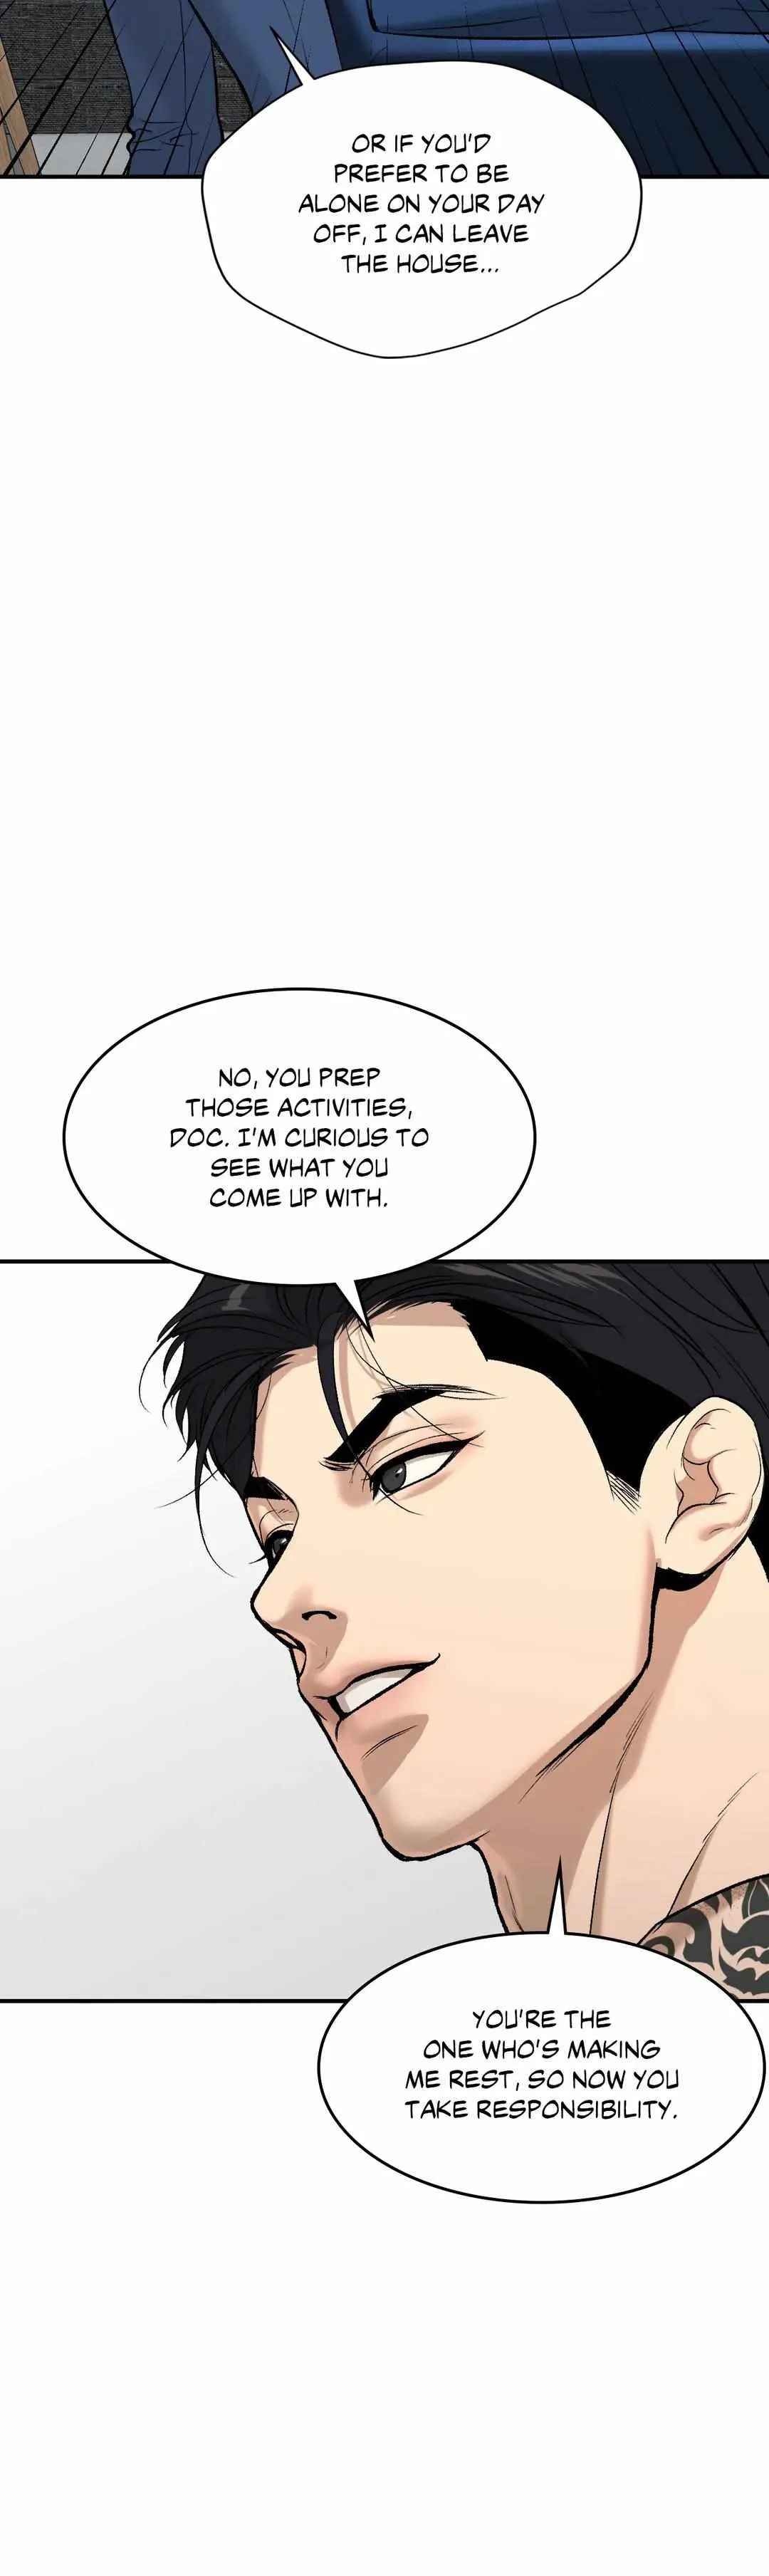 OR IF YOU'D
PREFER TO BE
ALONE ON YOUR DAY
OFF, I CAN LEAVE
THE HOUSE...
NO, YOU PREP
THOSE ACTIVITIES,
DOC. I'M CURIOUS TO
SEE WHAT YOU
COME UP WITH.
YOU'RE THE
ONE WHO'S MAKING
ME REST, SO NOW YOU
TAKE RESPONSIBILITY.